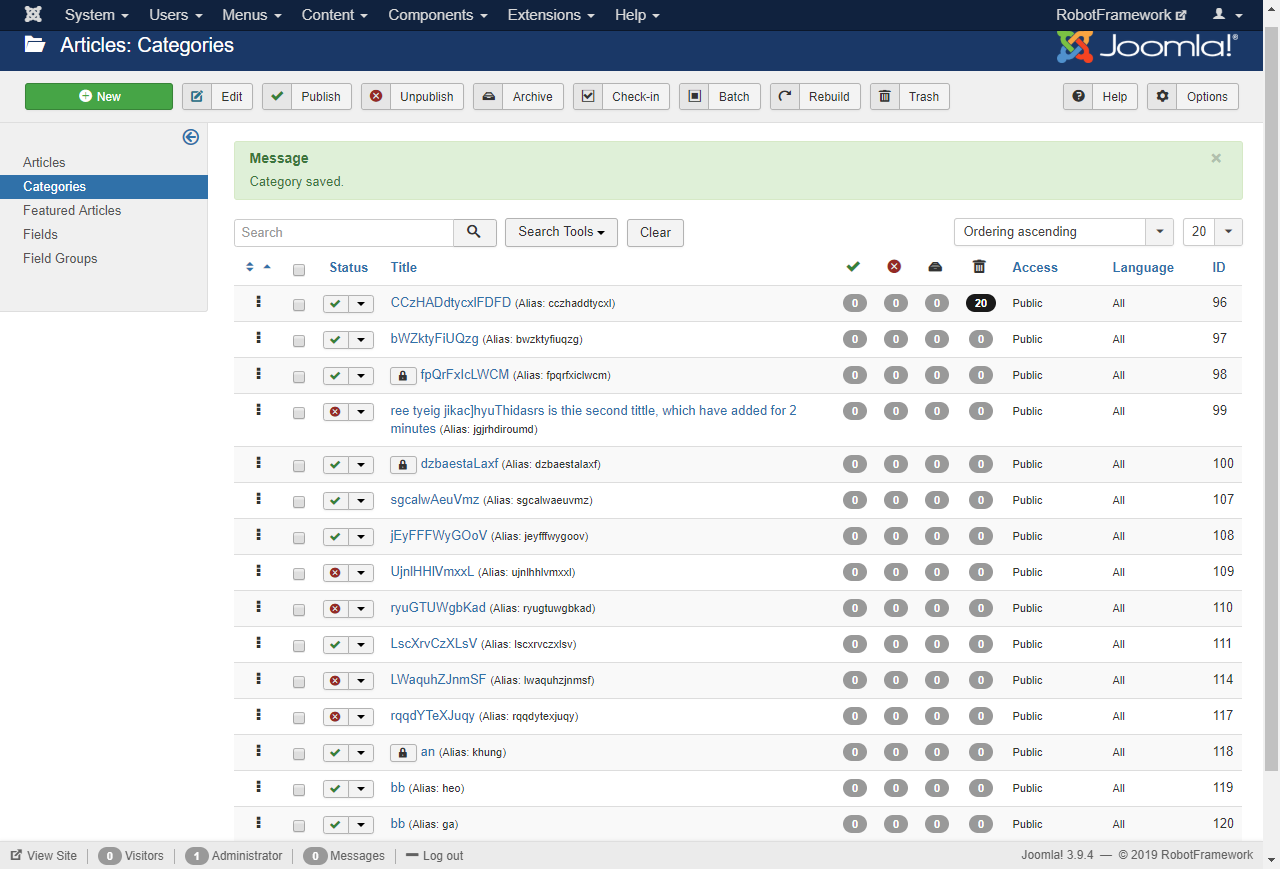 System Users Menus Content Components Extensions Help RobotFramework
Articles: Categories Joomla!®
New Edit Publish Unpublish Archive Check-in Batch Rebuild Trash Help Options
Articles
Categories
Featured Articles
Fields
Field Groups
Message ×
Category saved.
Search Search Tools Clear Ordering ascending 20
Status Title Access Language ID
CCzHADdtycxlFDFD (Alias: cczhaddtycxl) 0 0 0 20 Public All 96
bWZktyFiUQzg (Alias: bwzktyfiuqzg) 0 0 0 0 Public All 97
fpQrFxIcLWCM (Alias: fpqrfxiclwcm) 0 0 0 0 Public All 98
ree tyeig jikac]hyuThidasrs is thie second tittle, which have added for 2 0 0 0 0 Public All 99
minutes (Alias: jgjrhdiroumd)
dzbaestaLaxf (Alias: dzbaestalaxf) 0 0 0 0 Public All 100
sgcalwAeuVmz (Alias: sgcalwaeuvmz) 0 0 0 0 Public All 107
jEyFFFWyGOoV (Alias: jeyfffwygoov) 0 0 0 0 Public All 108
UjnlHHlVmxxL (Alias: ujnlhhlvmxxl) 0 0 0 0 Public All 109
ryuGTUWgbKad (Alias: ryugtuwgbkad) 0 0 0 0 Public All 110
LscXrvCzXLsV (Alias: lscxrvczxlsv) 0 0 0 0 Public All 111
LWaquhZJnmSF (Alias: lwaquhzjnmsf) 0 0 0 0 Public All 114
rqqdYTeXJuqy (Alias: rqqdytexjuqy) 0 0 0 0 Public All 117
an (Alias: khung) 0 0 0 0 Public All 118
bb (Alias: heo) 0 0 0 0 Public All 119
bb (Alias: ga) 0 0 0 0 Public All 120
View Site 0 Visitors 1 Administrator 0 Messages Log out Joomla! 3.9.4 — © 2019 RobotFramework